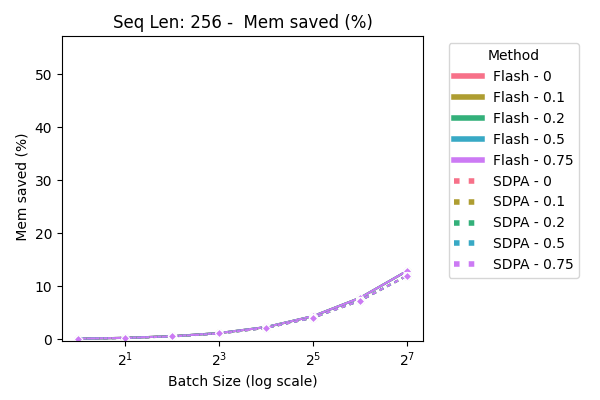 Seq Len: 256 -  Mem saved (%)
Mem saved (%)
50
40
30
20
10
0
2^1
2^3
2^5
2^7
Batch Size (log scale)
Method
Flash - 0
Flash - 0.1
Flash - 0.2
Flash - 0.5
Flash - 0.75
SDPA - 0
SDPA - 0.1
SDPA - 0.2
SDPA - 0.5
SDPA - 0.75